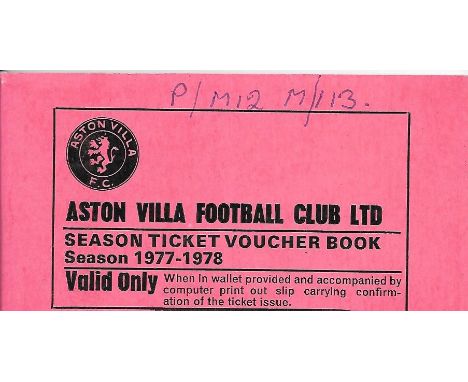 P/M12 M/113.
ASTON VILLA
F.C.
ASTON VILLA FOOTBALL CLUB LTD
SEASON TICKET VOUCHER BOOK
Season 1977-1978
Valid Only When in wallet provided and accompanied by
computer print out slip carrying confirm-
ation of the ticket issue.